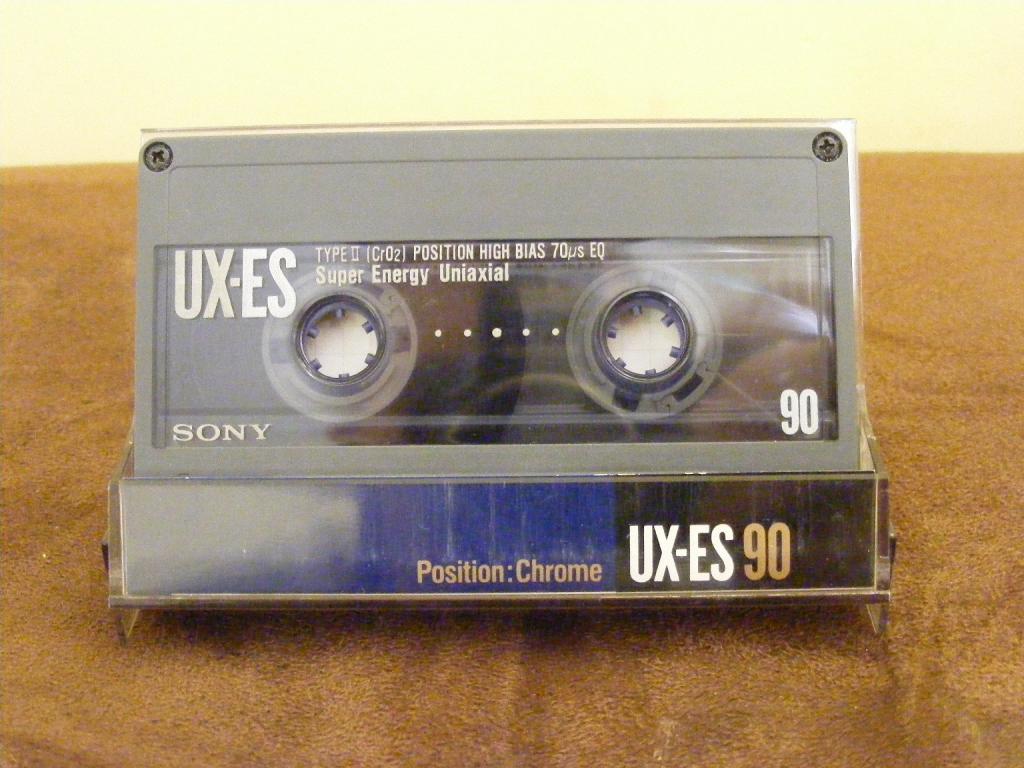 UX-ES
TYPE II (CrO2) POSITION HIGH BIAS 70μs EQ
Super Energy Uniaxial
90
SONY
Position:Chrome
UX-ES 90